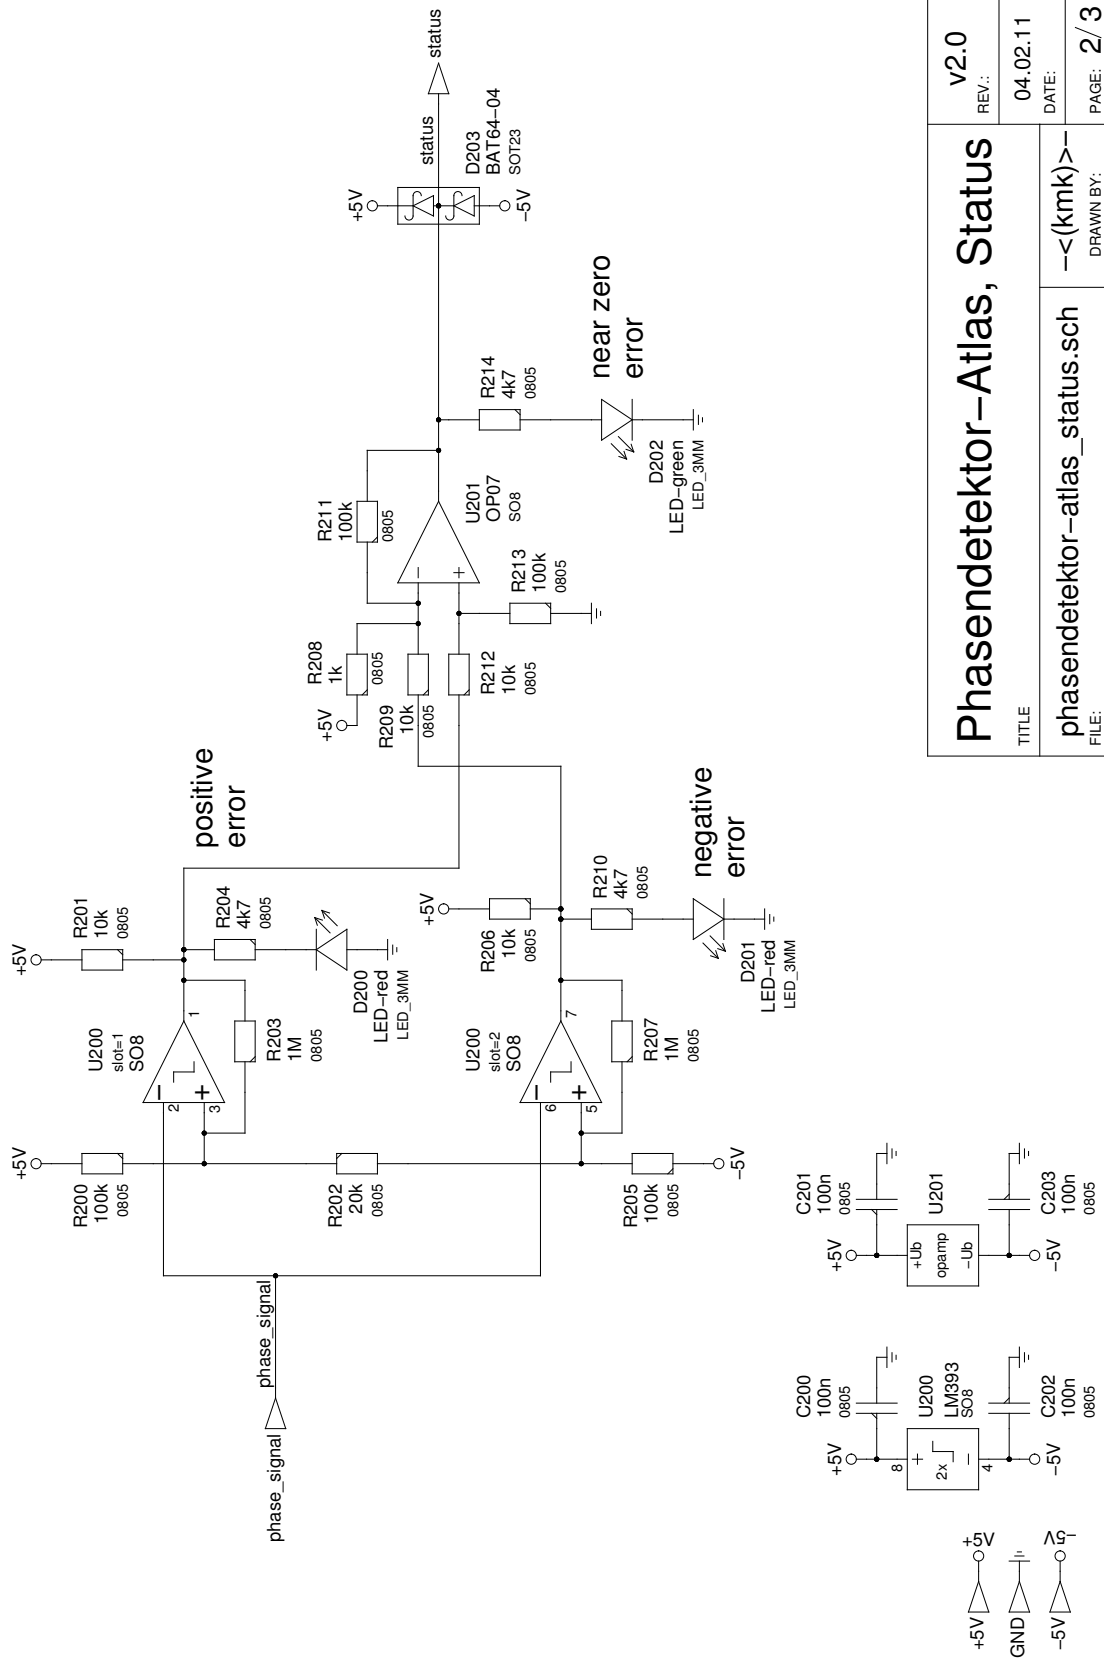 +5V
R200
100k
0805
R202
20k
0805
R205
100k
0805
-5V
phase_signal
phase_signal
2
3
1
U200
slot=1
SO8
R203
1M
0805
+5V
R201
10k
0805
R204
4k7
0805
D200
LED-red
LED_3MM
positive
error
6
5
7
U200
slot=2
SO8
R207
1M
0805
+5V
R206
10k
0805
R210
4k7
0805
D201
LED-red
LED_3MM
negative
error
+5V
R208
1k
0805
R209
10k
0805
R212
10k
0805
R211
100k
0805
R213
100k
0805
U201
OP07
SO8
R214
4k7
0805
D202
LED-green
LED_3MM
near zero
error
+5V
-5V
D203
BAT64-04
SOT23
status
status
+5V
+5V
GND
-5V
-5V
+5V
C200
100n
0805
8
+
2x
-
4
U200
LM393
SO8
C202
100n
0805
-5V
+5V
C201
100n
0805
+Ub
opamp
-Ub
U201
C203
100n
0805
-5V
Phasendetektor-Atlas, Status
TITLE
phasendetektor-atlas_status.sch
FILE:
-<(kmk)>-
DRAWN BY:
v2.0
REV.:
04.02.11
DATE:
PAGE: 2/3